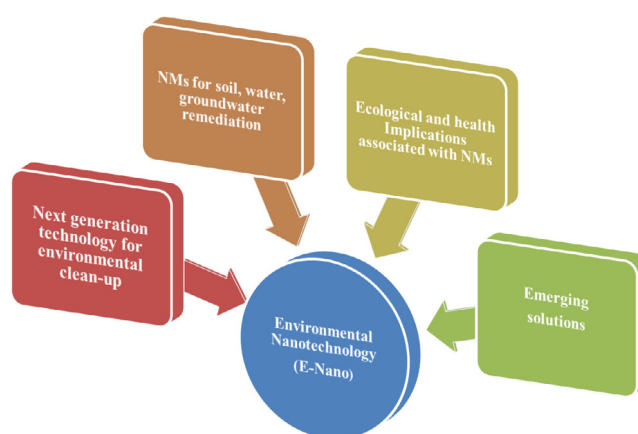 NMs for soil, water,
groundwater
remediation
Ecological and health
Implications
associated with NMs
Next generation
technology for
environmental
clean-up
Emerging
solutions
Environmental
Nanotechnology
(E-Nano)